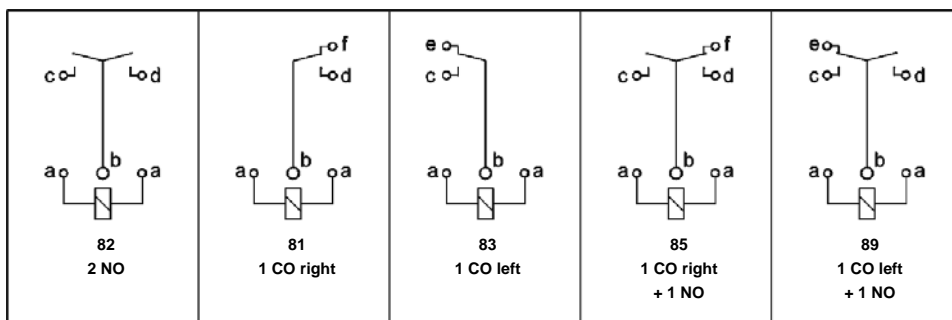 c d
b
a a
82
2 NO
f
d
b
a a
81
1 CO right
e
c
b
a a
83
1 CO left
f
c d
b
a a
85
1 CO right
+ 1 NO
e
c d
b
a a
89
1 CO left
+ 1 NO